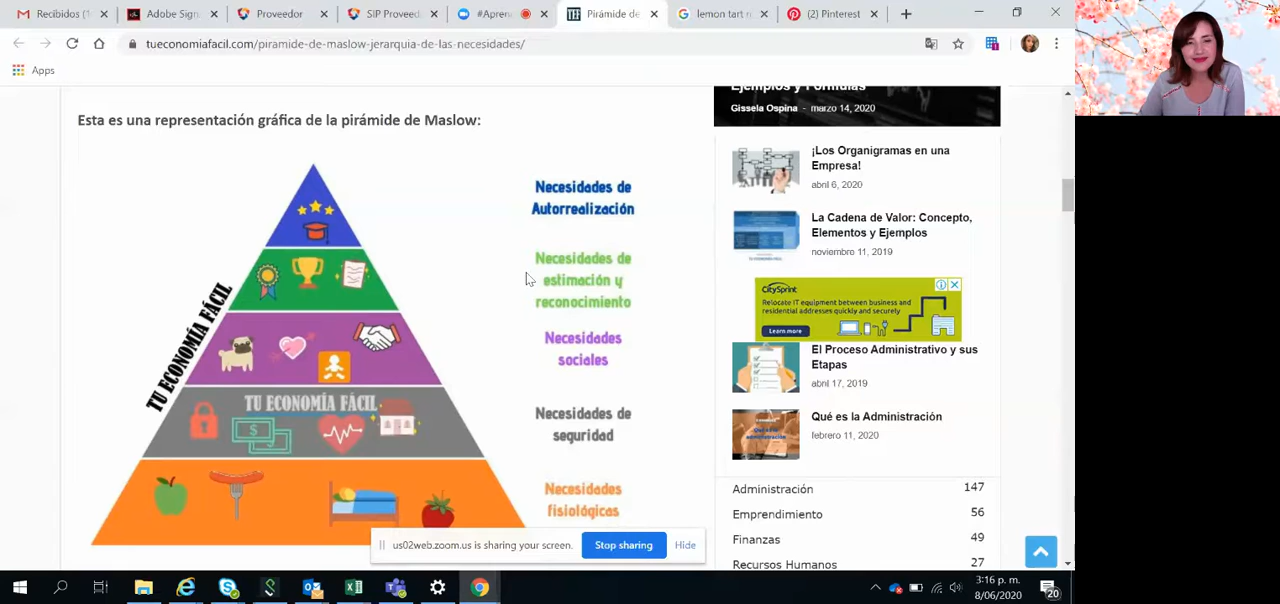 Recibidos (1
Adobe Sign
Proveedor
SIP Proveed
#Apren
Pirámide de
lemon tart r
(2) Pinterest
tueconomiafacil.com/piramide-de-maslow-jerarquia-de-las-necesidades/
Apps
Esta es una representación gráfica de la pirámide de Maslow:
TU ECONOMÍA FÁCIL
TU ECONOMÍA FÁCIL
Necesidades de
Autorrealización
Necesidades de
estimación y
reconocimiento
Necesidades
sociales
Necesidades de
seguridad
Necesidades
fisiológicas
Ejemplos y Fórmulas
Gissela Ospina - marzo 14, 2020
¡Los Organigramas en una
Empresa!
abril 6, 2020
La Cadena de Valor: Concepto,
Elementos y Ejemplos
noviembre 11, 2019
CitySprint
Relocate IT equipment between business and
residential addresses quickly and securely
Learn more
El Proceso Administrativo y sus
Etapas
abril 17, 2019
Qué es la Administración
febrero 11, 2020
Administración 147
Emprendimiento 56
Finanzas 49
Recursos Humanos 27
us02web.zoom.us is sharing your screen.
Stop sharing
Hide
3:16 p. m.
8/06/2020
20